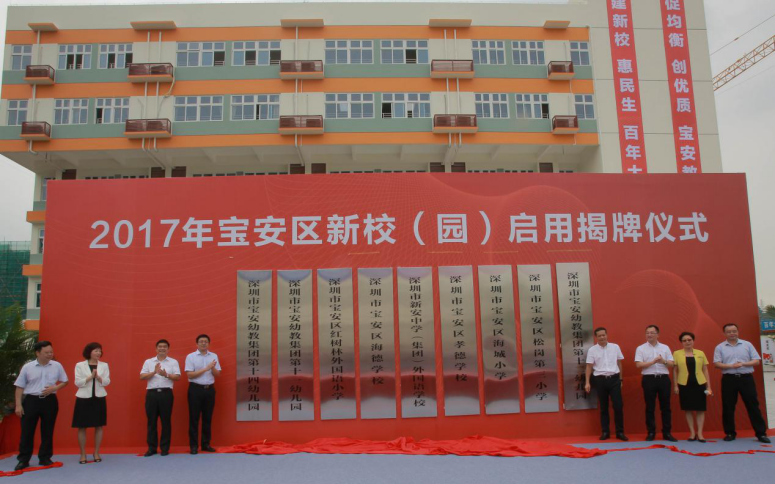 建新校 惠民生 百年大
促均衡 创优质 宝安教
2017年宝安区新校（园）启用揭牌仪式
深圳市宝安幼教集团第十四幼儿园
深圳市宝安幼教集团第十一幼儿园
深圳市宝安区红树林外国语小学
深圳市宝安区海德学校
深圳市新安中学（集团）外国语学校
深圳市宝安区孝德学校
深圳市宝安区海城小学
深圳市宝安区松岗第一小学
深圳市宝安幼教集团第十幼儿园